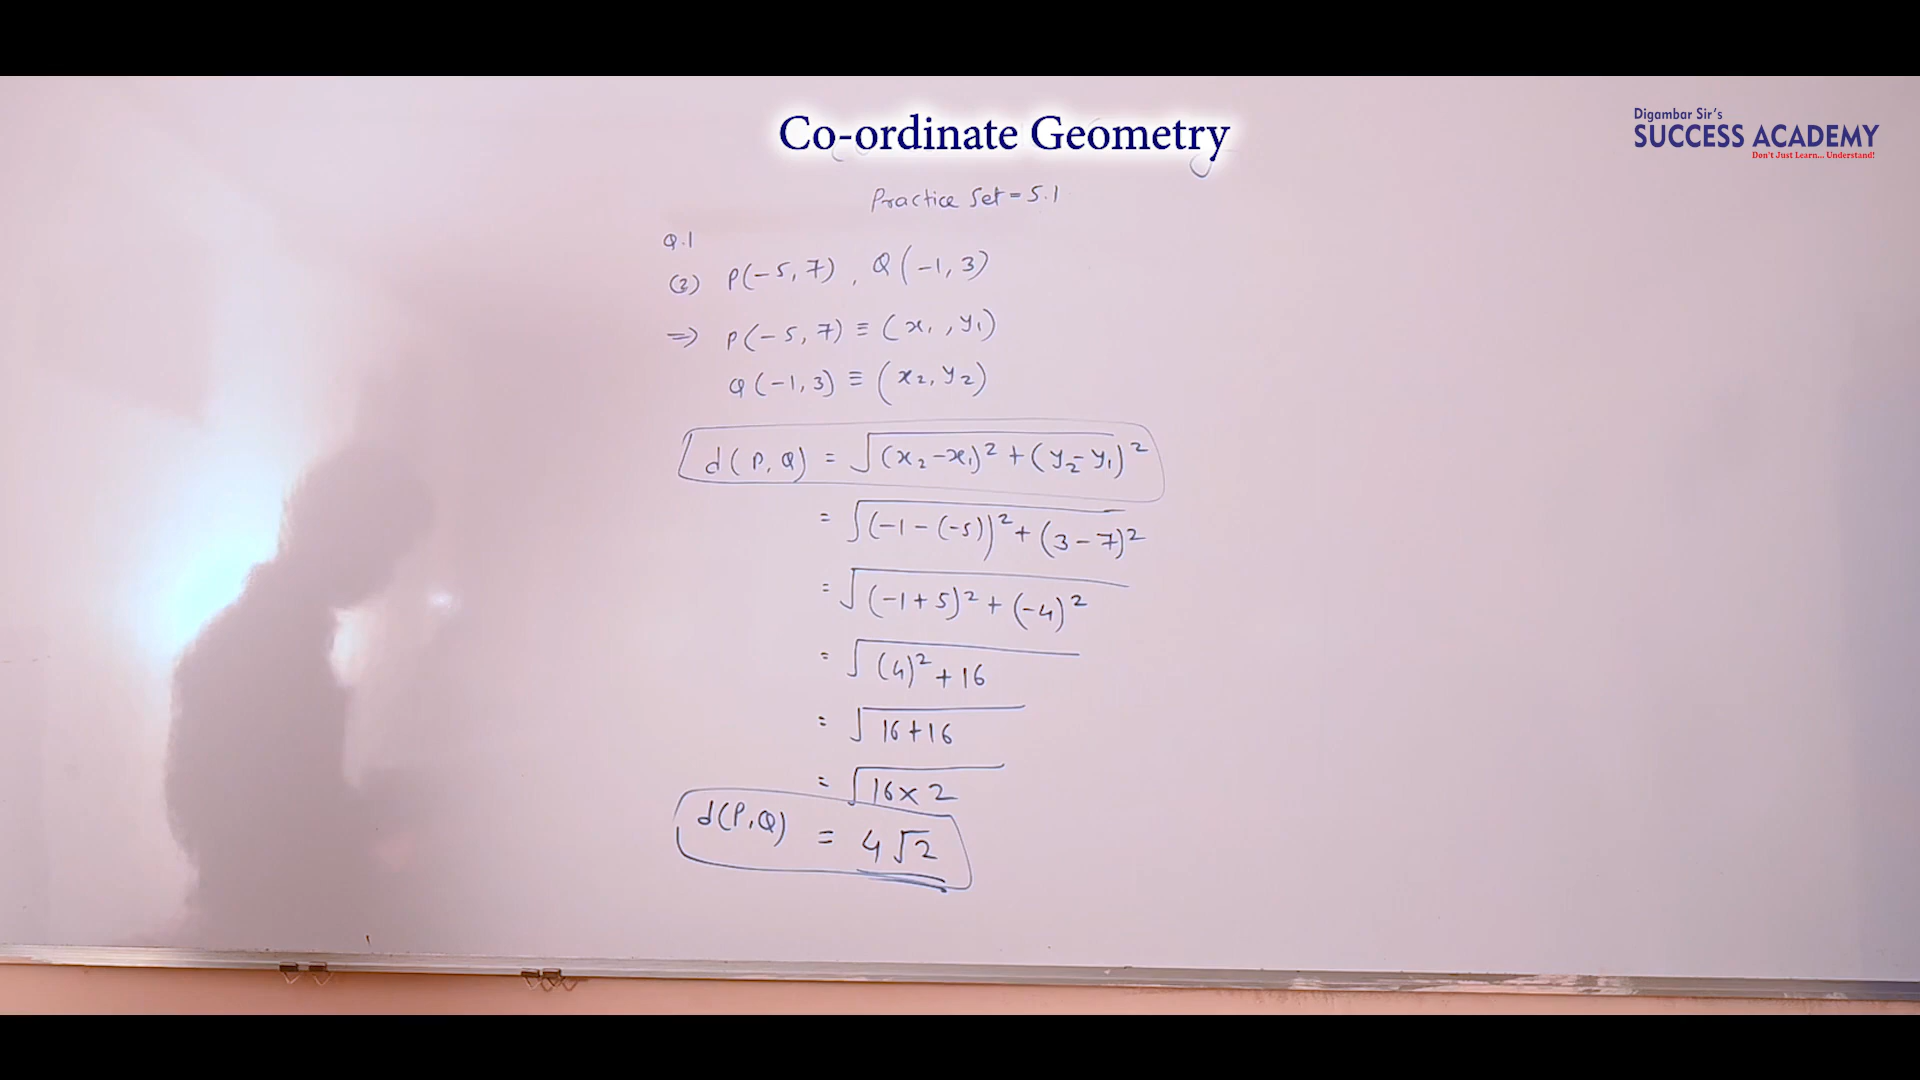 Co-ordinate Geometry
Digambar Sir's
SUCCESS ACADEMY
Don't Just Learn... Understand!
Practice Set = 5.1
Q.1
(2) P(-5, 7), Q(-1, 3)
⇒ P(-5, 7) ≡ (x₁, y₁)
Q(-1, 3) ≡ (x₂, y₂)
d(P, Q) = √((x₂-x₁)² + (y₂-y₁)²)
= √((-1-(-5))² + (3-7)²)
= √((-1+5)² + (-4)²)
= √((4)² + 16)
= √(16+16)
= √(16×2)
d(P,Q) = 4√2